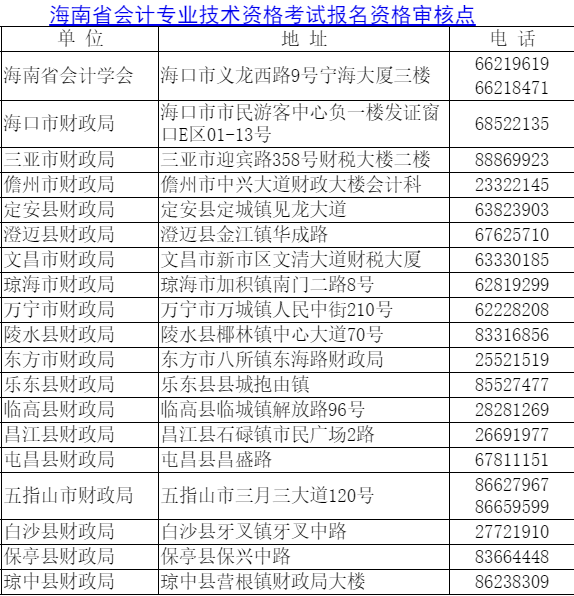 海南省会计专业技术资格考试报名资格审核点
单 位 地 址 电 话
海南省会计学会 海口市义龙西路9号宁海大厦三楼 66219619
66218471
海口市财政局 海口市市民游客中心负一楼发证窗 68522135
口E区01-13号
三亚市财政局 三亚市迎宾路358号财税大楼二楼 88869923
儋州市财政局 儋州市中兴大道财政大楼会计科 23322145
定安县财政局 定安县定城镇见龙大道 63823903
澄迈县财政局 澄迈县金江镇华成路 67625710
文昌市财政局 文昌市新市区文清大道财税大厦 63330185
琼海市财政局 琼海市加积镇南门二路8号 62819299
万宁市财政局 万宁市万城镇人民中街210号 62228208
陵水县财政局 陵水县椰林镇中心大道70号 83316856
东方市财政局 东方市八所镇东海路财政局 25521519
乐东县财政局 乐东县县城抱由镇 85527477
临高县财政局 临高县临城镇解放路96号 28281269
昌江县财政局 昌江县石碌镇市民广场2路 26691977
屯昌县财政局 屯昌县昌盛路 67811151
五指山市财政局 五指山市三月三大道120号 86627967
86659599
白沙县财政局 白沙县牙叉镇牙叉中路 27721910
保亭县财政局 保亭县保兴中路 83664448
琼中县财政局 琼中县营根镇财政局大楼 86238309